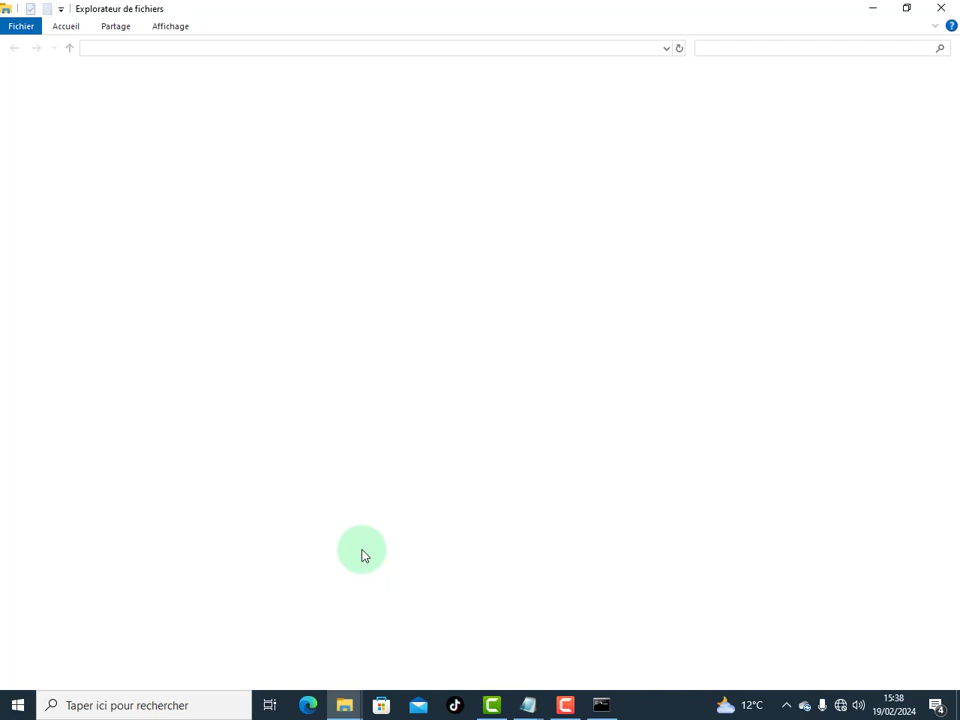 Explorateur de fichiers
Fichier Accueil Partage Affichage
Taper ici pour rechercher
12°C
15:38
19/02/2024
4